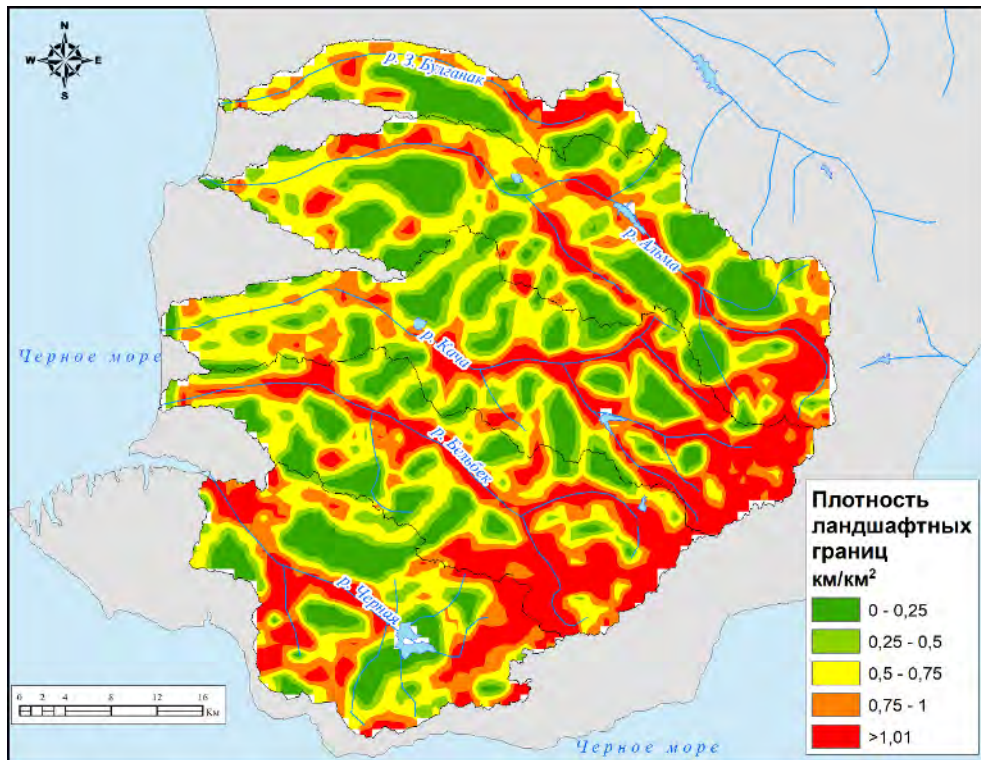 N
W E
S
р. З. Булганак
р. Альма
р. Кача
Черное море
р. Бельбек
р. Черная
Плотность
ландшафтных
границ
км/км²
0 - 0,25
0,25 - 0,5
0,5 - 0,75
0,75 - 1
>1,01
0 2 4 8 12 16
Км
Черное море